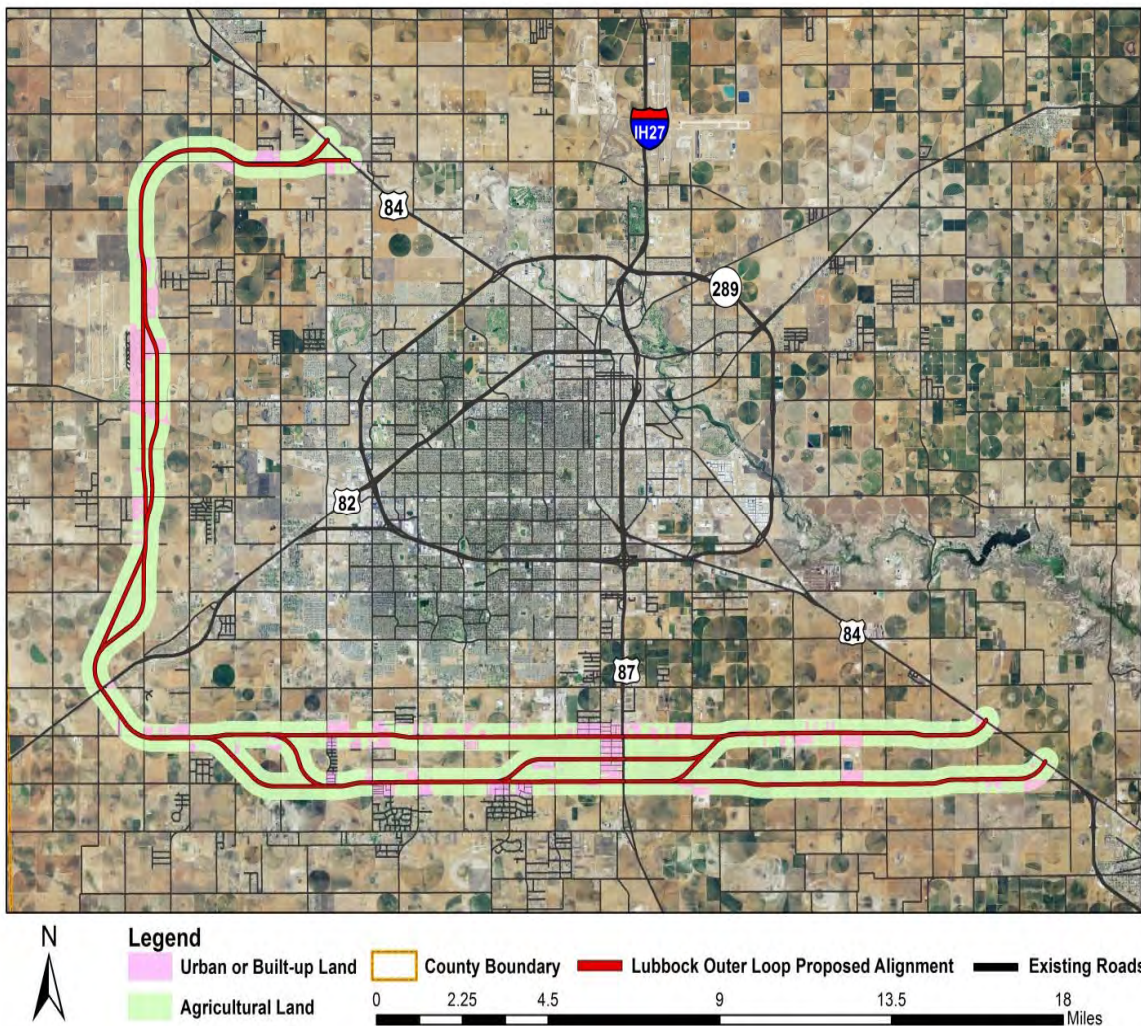 IH27
84
289
82
84
87
N
Legend
Urban or Built-up Land
County Boundary
Lubbock Outer Loop Proposed Alignment
Existing Roads
Agricultural Land
0 2.25 4.5 9 13.5 18
Miles